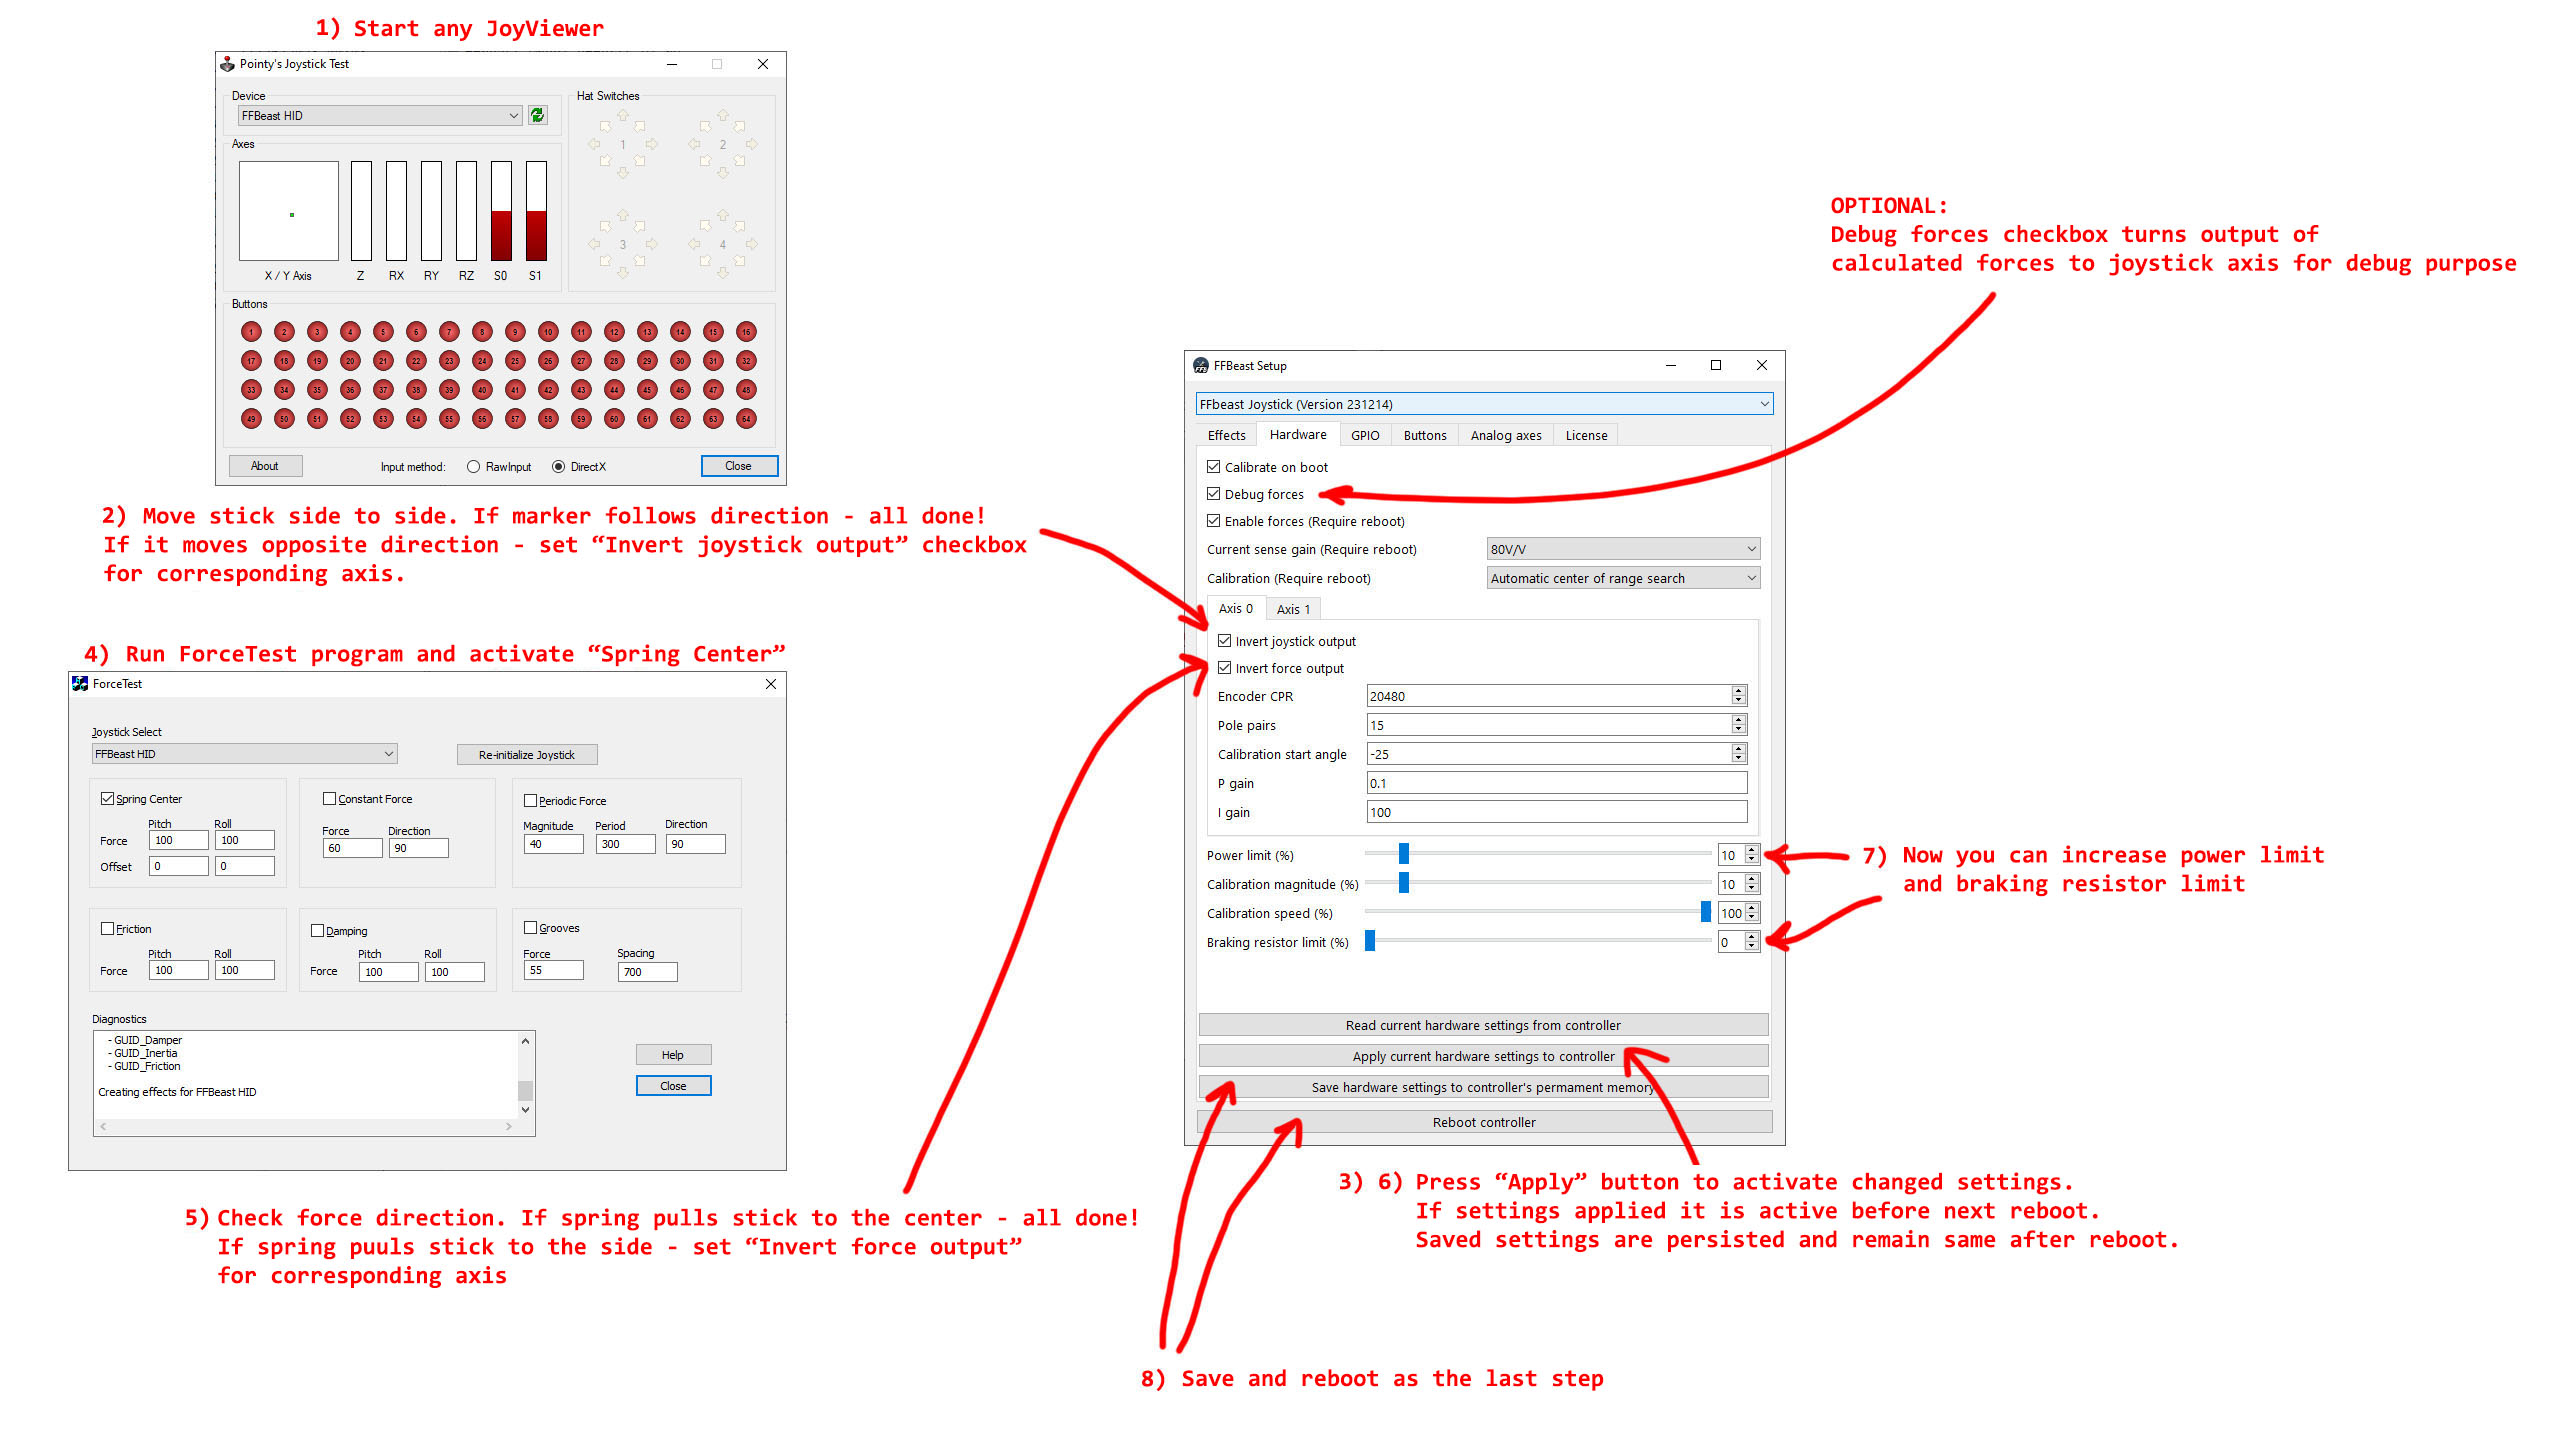 1) Start any JoyViewer
Pointy's Joystick Test
Device
FFBeast HID
Axes
X / Y Axis
Z
RX
RY
RZ
S0
S1
Hat Switches
1
2
3
4
Buttons
1 2 3 4 5 6 7 8 9 10 11 12 13 14 15 16
17 18 19 20 21 22 23 24 25 26 27 28 29 30 31 32
33 34 35 36 37 38 39 40 41 42 43 44 45 46 47 48
49 50 51 52 53 54 55 56 57 58 59 60 61 62 63 64
About
Input method:
RawInput
DirectX
Close
2) Move stick side to side. If marker follows direction - all done!
If it moves opposite direction - set “Invert joystick output” checkbox
for corresponding axis.
4) Run ForceTest program and activate “Spring Center”
ForceTest
Joystick Select
FFBeast HID
Re-initialize Joystick
Spring Center
Pitch Roll
Force 100 100
Offset 0 0
Constant Force
Force Direction
60 90
Periodic Force
Magnitude Period Direction
40 300 90
Friction
Pitch Roll
Force 100 100
Damping
Pitch Roll
Force 100 100
Grooves
Force Spacing
55 700
Diagnostics
- GUID_Damper
- GUID_Inertia
- GUID_Friction
Creating effects for FFBeast HID
Help
Close
5) Check force direction. If spring pulls stick to the center - all done!
If spring puuls stick to the side - set “Invert force output”
for corresponding axis
OPTIONAL:
Debug forces checkbox turns output of
calculated forces to joystick axis for debug purpose
FFBeast Setup
FFbeast Joystick (Version 231214)
Effects Hardware GPIO Buttons Analog axes License
Calibrate on boot
Debug forces
Enable forces (Require reboot)
Current sense gain (Require reboot) 80V/V
Calibration (Require reboot) Automatic center of range search
Axis 0 Axis 1
Invert joystick output
Invert force output
Encoder CPR 20480
Pole pairs 15
Calibration start angle -25
P gain 0.1
I gain 100
Power limit (%) 10
Calibration magnitude (%) 10
Calibration speed (%) 100
Braking resistor limit (%) 0
Read current hardware settings from controller
Apply current hardware settings to controller
Save hardware settings to controller's permament memory
Reboot controller
7) Now you can increase power limit
and braking resistor limit
3) 6) Press “Apply” button to activate changed settings.
If settings applied it is active before next reboot.
Saved settings are persisted and remain same after reboot.
8) Save and reboot as the last step